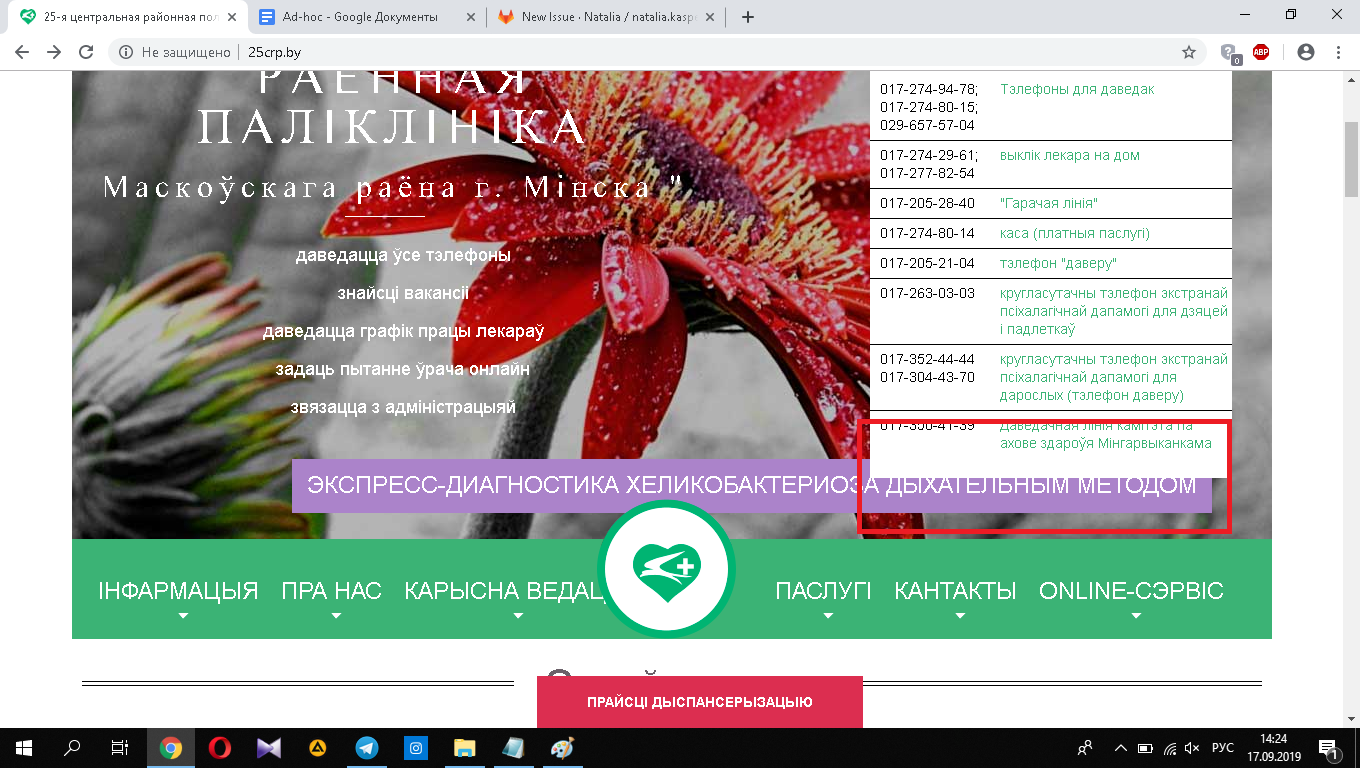 25-я центральная районная пол
Ad-hoc - Google Документы
New Issue · Natalia / natalia.kasp
Не защищено
25crp.by
ABP
0
РАЁННАЯ
ПАЛІКЛІНІКА
Маскоўскага раёна г. Мінска "
даведацца ўсе тэлефоны
знайсці вакансіі
даведацца графік працы лекараў
задаць пытанне ўрача онлайн
звязацца з адміністрацыяй
017-274-94-78; Тэлефоны для даведак
017-274-80-15;
029-657-57-04
017-274-29-61; выклік лекара на дом
017-277-82-54
017-205-28-40 "Гарачая лінія"
017-274-80-14 каса (платныя паслугі)
017-205-21-04 тэлефон "даверу"
017-263-03-03 кругласутачны тэлефон экстранай
псіхалагічнай дапамогі для дзяцей
і падлеткаў
017-352-44-44 кругласутачны тэлефон экстранай
017-304-43-70 псіхалагічнай дапамогі для
дарослых (тэлефон даверу)
017-350-41-39 Даведачная лінія камітэта па
ахове здароўя Мінгарвыканкама
ЭКСПРЕСС-ДИАГНОСТИКА ХЕЛИКОБАКТЕРИОЗА ДЫХАТЕЛЬНЫМ МЕТОДОМ
ІНФАРМАЦЫЯ ПРА НАС КАРЫСНА ВЕДАЦ ПАСЛУГІ КАНТАКТЫ ONLINE-СЭРВІС
ПРАЙСЦІ ДЫСПАНСЕРЫЗАЦЫЮ
РУС
14:24
17.09.2019
1